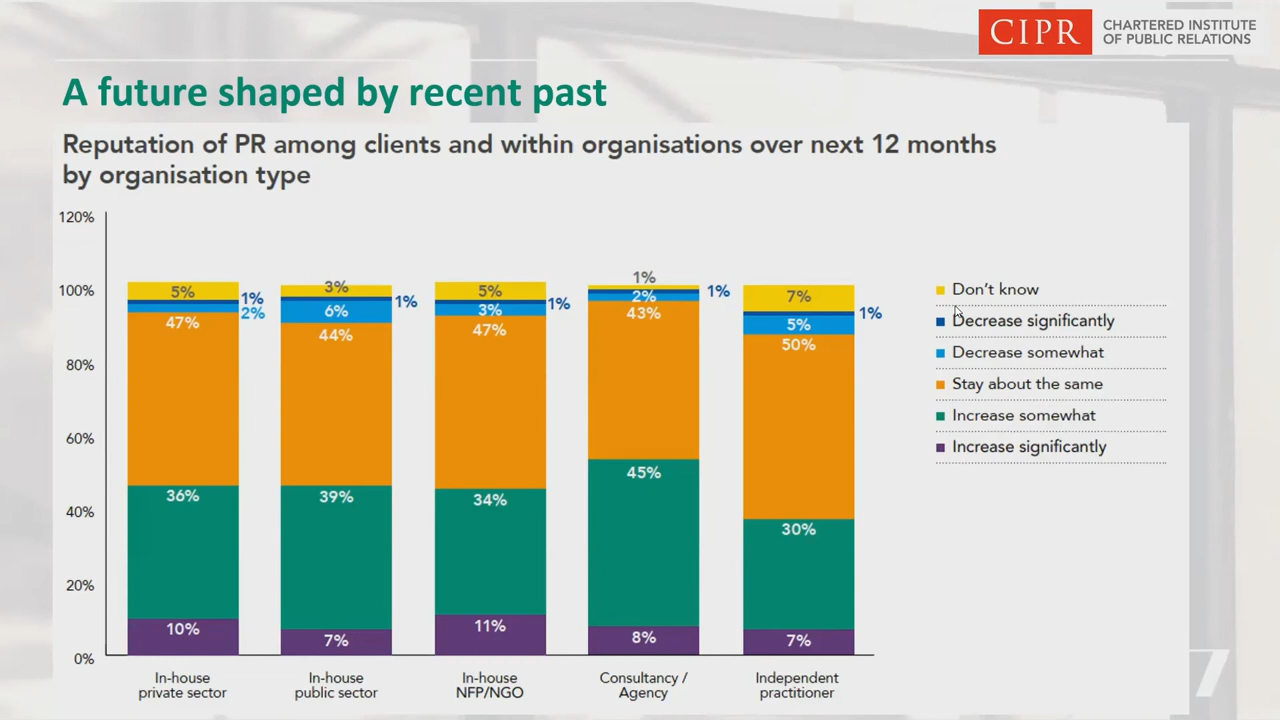 CIPR
CHARTERED INSTITUTE
OF PUBLIC RELATIONS
A future shaped by recent past
Reputation of PR among clients and within organisations over next 12 months
by organisation type
120%
100%
80%
60%
40%
20%
0%
5%
1%
2%
47%
36%
10%
3%
1%
6%
44%
39%
7%
5%
1%
3%
47%
34%
11%
1%
1%
2%
43%
45%
8%
7%
1%
5%
50%
30%
7%
In-house
private sector
In-house
public sector
In-house
NFP/NGO
Consultancy /
Agency
Independent
practitioner
Don't know
Decrease significantly
Decrease somewhat
Stay about the same
Increase somewhat
Increase significantly
7